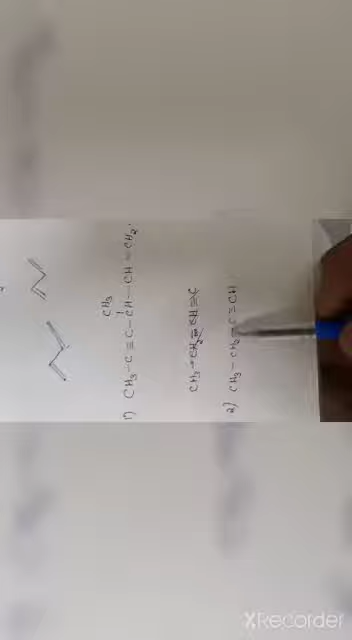 CH₃
1) CH₃-C≡C-CH-CH=CH₂.
CH₃-CH₂=CH≡C
2) CH₃-CH₂-C≡CH
XRecorder